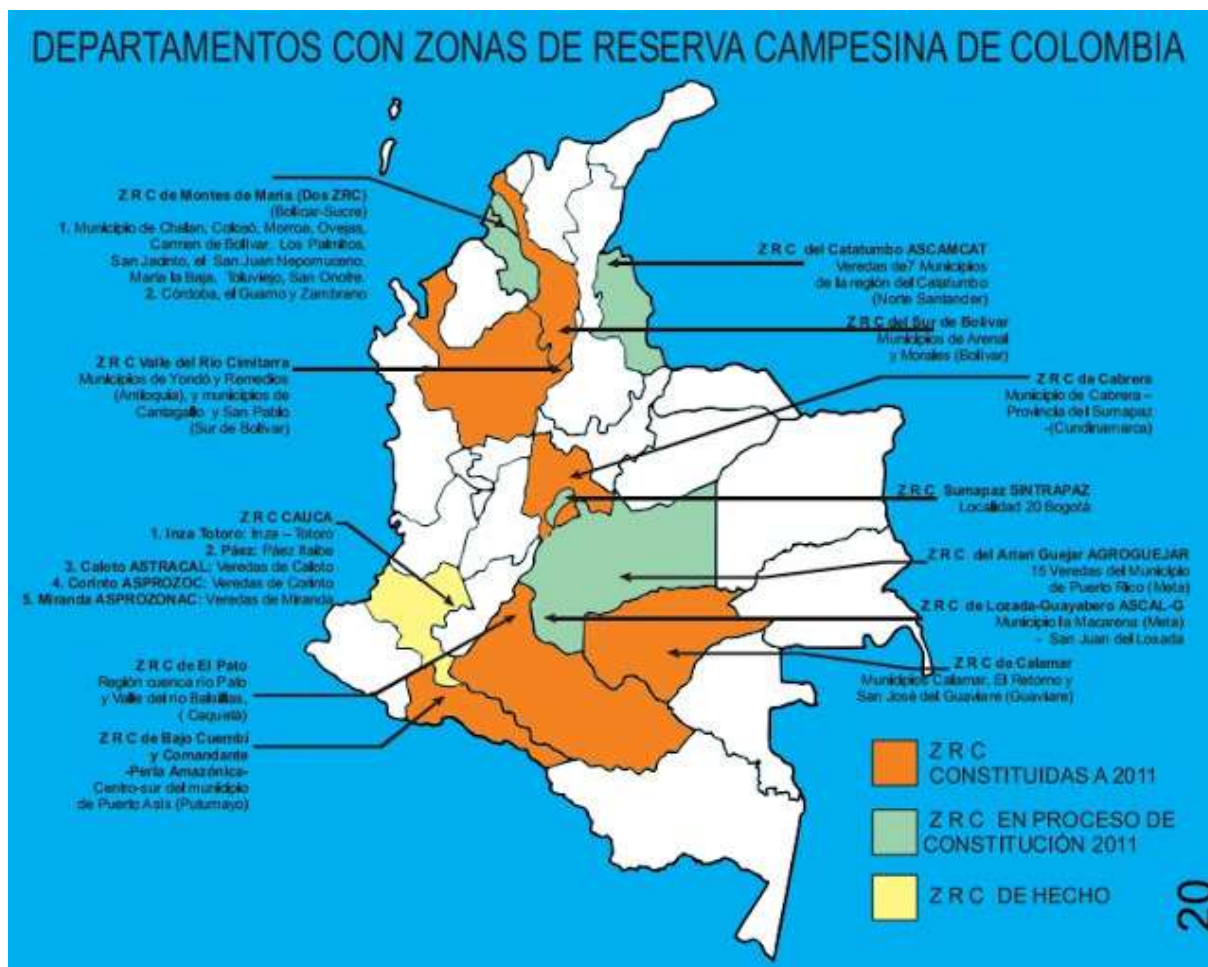 DEPARTAMENTOS CON ZONAS DE RESERVA CAMPESINA DE COLOMBIA
Z R C de Montes de Maria (Dos ZRC)
(Bolicar-Sucre)
1. Municipio de Challan, Colosó, Morroa, Ovejas,
Carmen de Bolívar, Los Palmitos,
San Jacinto, el San Juan Nepomuceno,
Maria la Baja, Toluviejo, San Onofre.
2. Córdoba, el Guamo y Zambrano
Z R C Valle del Río Cimitarra
Municipios de Yondó y Remedios
(Antioquia), y municipios de
Cantagallo y San Pablo
(Sur de Bolívar)
Z R C CAUCA
1. Inza Totoro: Inza – Totoro
2. Páez: Páez Itaibe
3. Caloto ASTRACAL: Veredas de Caloto
4. Corinto ASPROZOC: Veredas de Corinto
5. Miranda ASPROZONAC: Veredas de Miranda
Z R C de El Pato
Región cuenca río Pato
y Valle del río Balsillas,
( Caquetá)
Z R C de Bajo Cuembí
y Comandante
-Perla Amazónica-
Centro-sur del municipio
de Puerto Asís (Putumayo)
Z R C del Catatumbo ASCAMCAT
Veredas de7 Municipios
de la región del Catatumbo
(Norte Santander)
Z R C del Sur de Bolívar
Municipios de Arenal
y Morales (Bolívar)
Z R C de Cabrera
Municipio de Cabrera –
Provincia del Sumapaz
-(Cundinamarca)
Z R C Sumapaz SINTRAPAZ
Localidad 20 Bogotá
Z R C del Ariari Guejar AGROGUEJAR
15 Veredas del Municipio
de Puerto Rico (Meta)
Z R C de Lozada-Guayabero ASCAL-G
Municipio la Macarena (Meta)
- San Juan del Losada
Z R C de Calamar
Municipios Calamar, El Retorno y
San José del Guaviare (Guaviare)
Z R C
CONSTITUIDAS A 2011
Z R C EN PROCESO DE
CONSTITUCIÓN 2011
Z R C DE HECHO
20